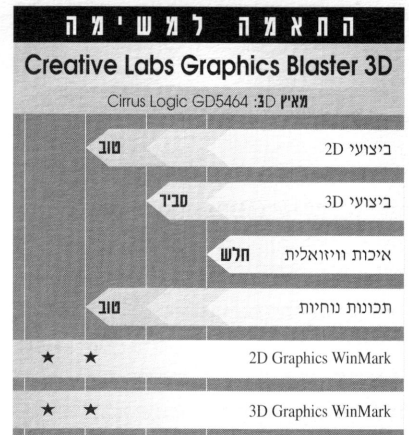 התאמה למשימה
Creative Labs Graphics Blaster 3D
מאיץ 3D: Cirrus Logic GD5464
ביצועי 2D טוב
ביצועי 3D סביר
איכות וויזואלית חלש
תכונות נוחיות טוב
2D Graphics WinMark ★ ★
3D Graphics WinMark ★ ★